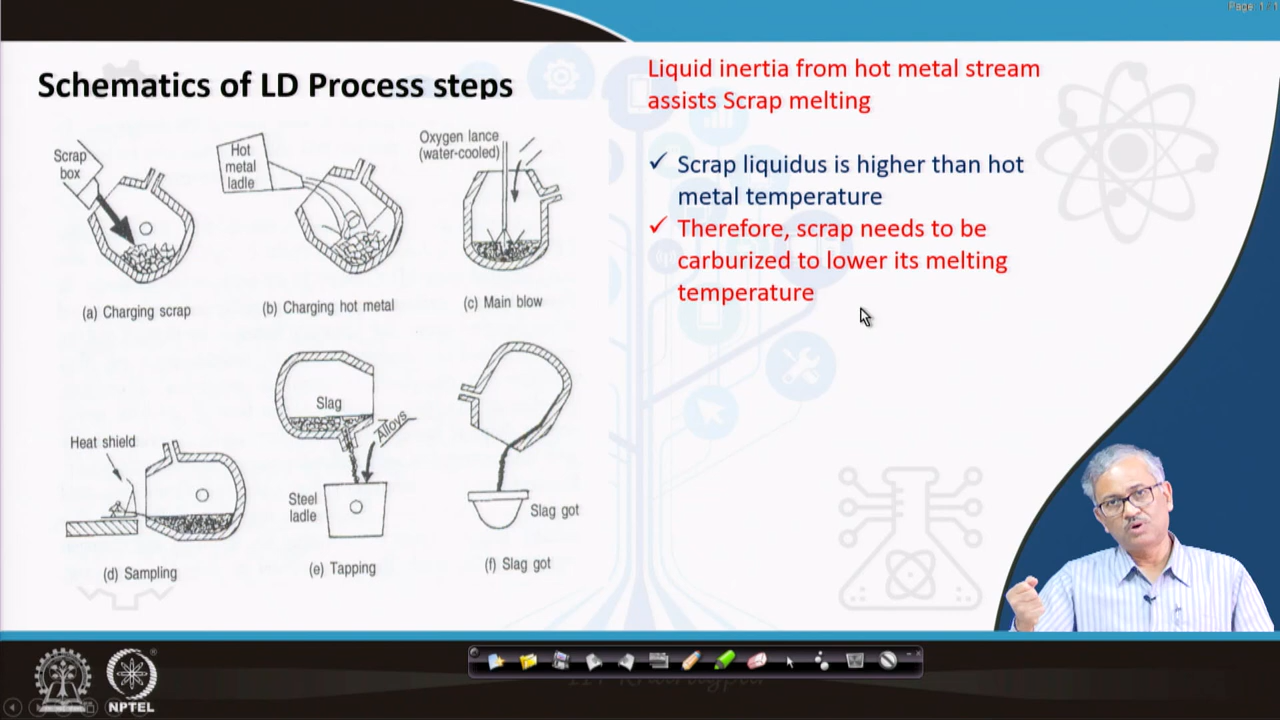 Page 1 / 1
Schematics of LD Process steps
Scrap
box
Hot
metal
ladle
Oxygen lance
(water-cooled)
(a) Charging scrap
(b) Charging hot metal
(c) Main blow
Heat shield
Slag
Alloys
Steel
ladle
Slag got
(d) Sampling
(e) Tapping
(f) Slag got
Liquid inertia from hot metal stream
assists Scrap melting
✓ Scrap liquidus is higher than hot
metal temperature
✓ Therefore, scrap needs to be
carburized to lower its melting
temperature
NPTEL